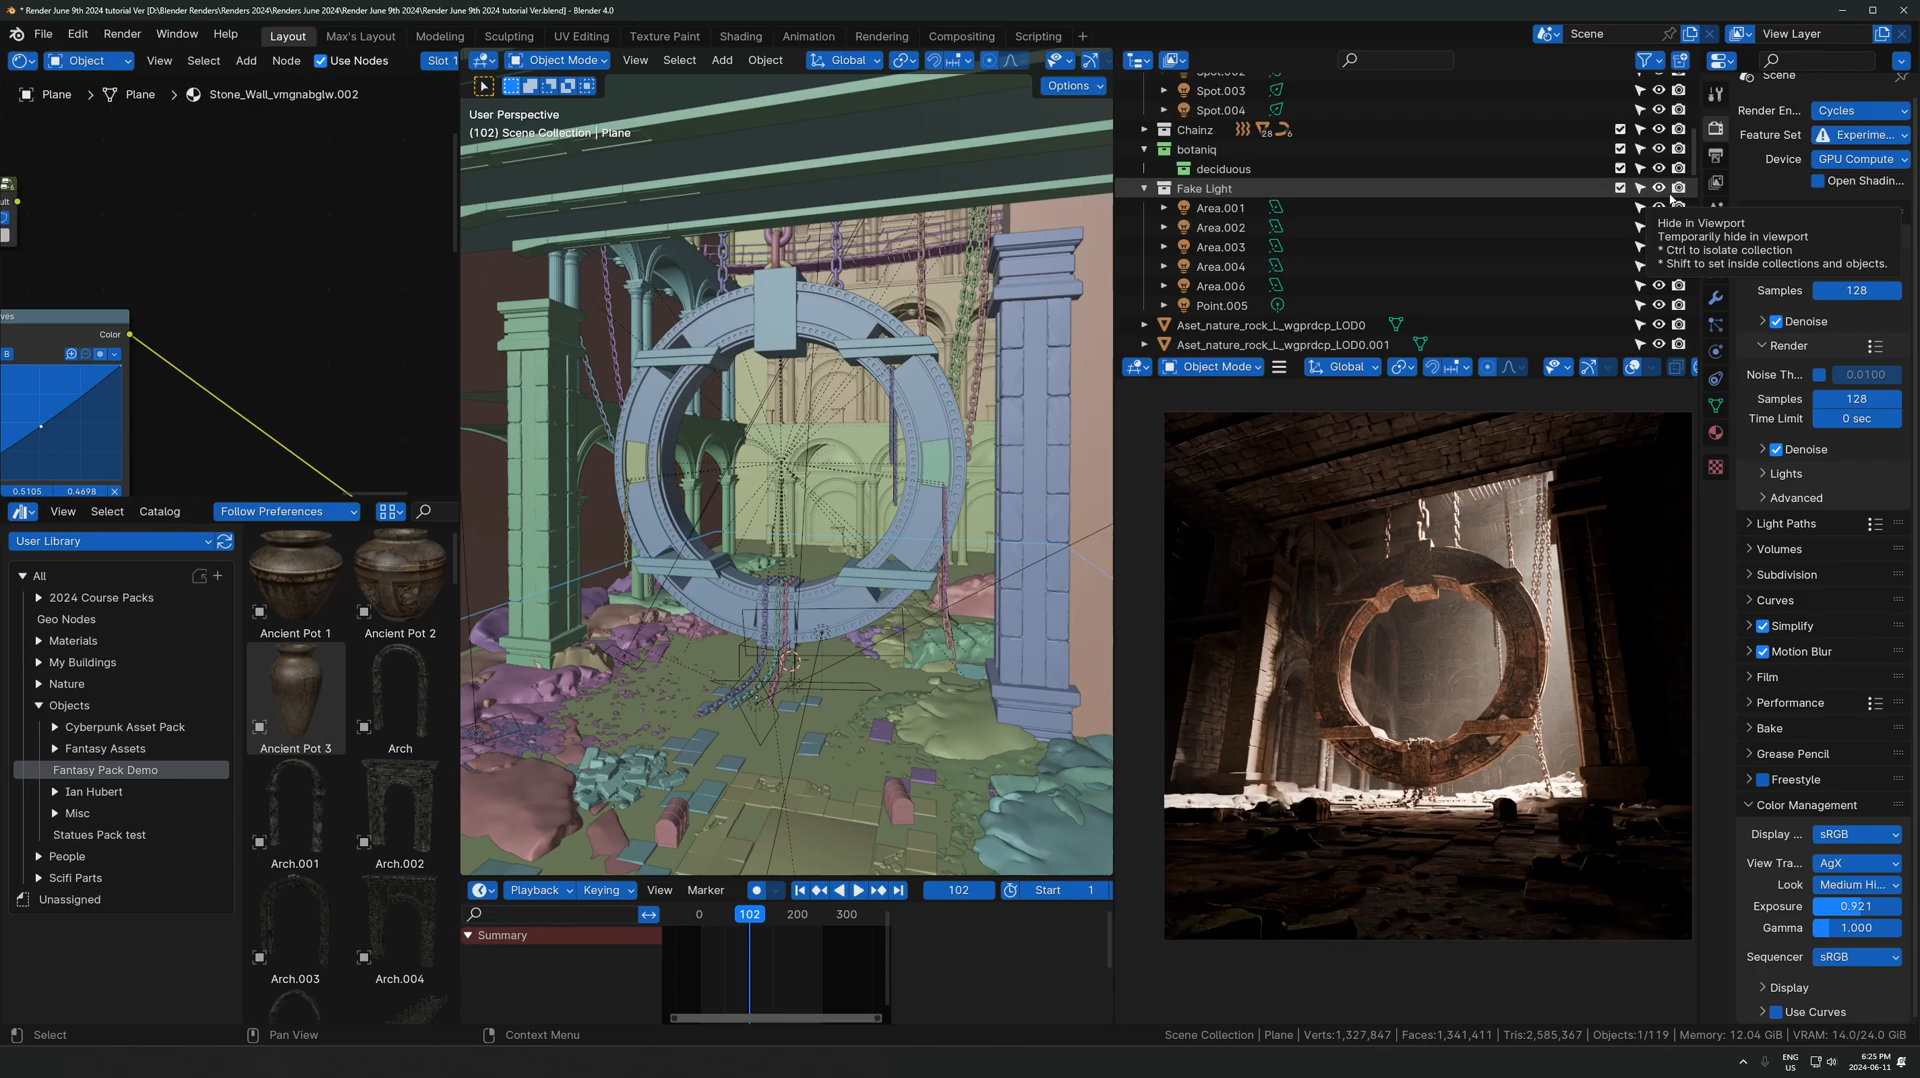 * Render June 9th 2024 tutorial Ver [D:\Blender Renders\Renders 2024\Renders June 2024\Render June 9th 2024\Render June 9th 2024 tutorial Ver.blend] - Blender 4.0
File Edit Render Window Help Layout Max's Layout Modeling Sculpting UV Editing Texture Paint Shading Animation Rendering Compositing Scripting + Scene View Layer
Object View Select Add Node Use Nodes Slot 1
Object Mode View Select Add Object Global
Options
Plane > Plane > Stone_Wall_vmgnabglw.002
User Perspective
(102) Scene Collection | Plane
Color
B
0.5105 0.4698
View Select Catalog Follow Preferences
User Library
All
2024 Course Packs
Geo Nodes
Materials
My Buildings
Nature
Objects
Cyberpunk Asset Pack
Fantasy Assets
Fantasy Pack Demo
Ian Hubert
Misc
Statues Pack test
People
Scifi Parts
Unassigned
Ancient Pot 1 Ancient Pot 2
Ancient Pot 3 Arch
Arch.001 Arch.002
Arch.003 Arch.004
Playback Keying View Marker 102 Start 1
0 102 200 300
Summary
Spot.002
Spot.003
Spot.004
Chainz 28 6
botaniq
deciduous
Fake Light
Area.001
Area.002
Area.003
Area.004
Area.006
Point.005
Aset_nature_rock_L_wgprdcp_LOD0
Aset_nature_rock_L_wgprdcp_LOD0.001
Hide in Viewport
Temporarily hide in viewport
* Ctrl to isolate collection
* Shift to set inside collections and objects.
Object Mode Global
Scene
Render En... Cycles
Feature Set Experime...
Device GPU Compute
Open Shadin...
Samples 128
Denoise
Render
Noise Th... 0.0100
Samples 128
Time Limit 0 sec
Denoise
Lights
Advanced
Light Paths
Volumes
Subdivision
Curves
Simplify
Motion Blur
Film
Performance
Bake
Grease Pencil
Freestyle
Color Management
Display ... sRGB
View Tra... AgX
Look Medium Hi...
Exposure 0.921
Gamma 1.000
Sequencer sRGB
Display
Use Curves
Select Pan View Context Menu Scene Collection | Plane | Verts:1,327,847 | Faces:1,341,411 | Tris:2,585,367 | Objects:1/119 | Memory: 12.04 GiB | VRAM: 14.0/24.0 GiB
ENG
US
6:25 PM
2024-06-11